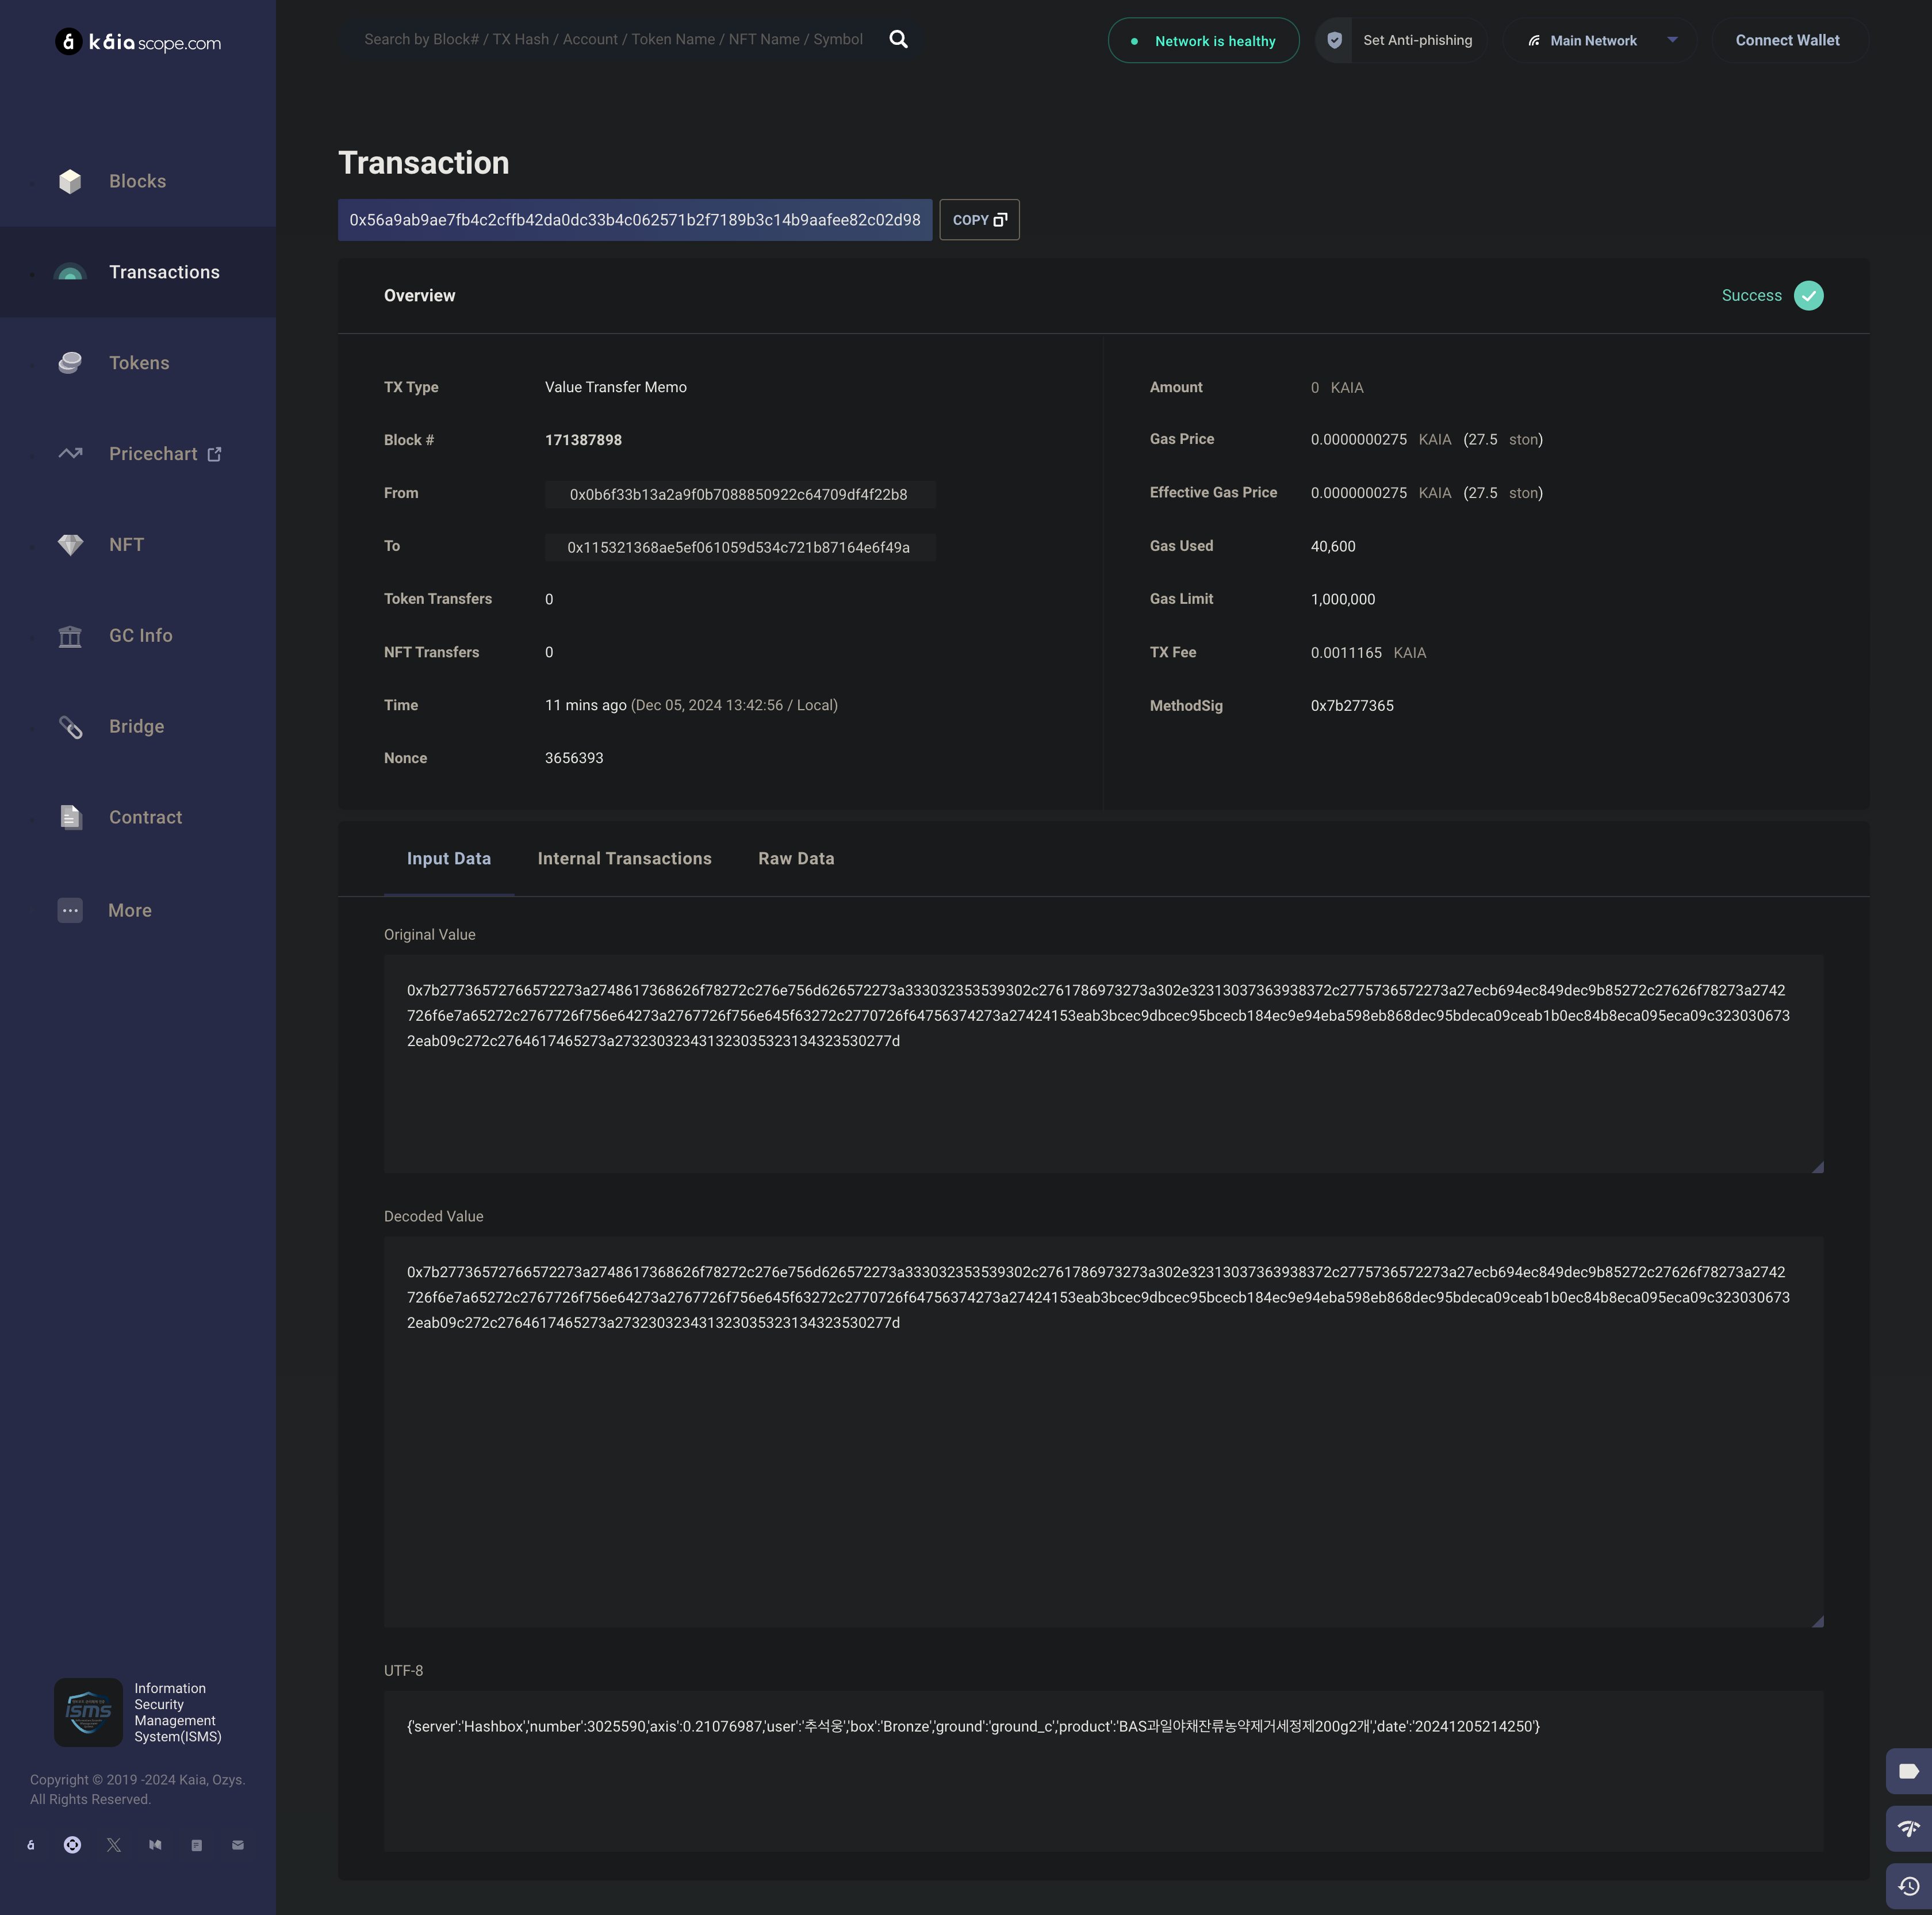 káiascope.com
Search by Block# / TX Hash / Account / Token Name / NFT Name / Symbol
Network is healthy
Set Anti-phishing
Main Network
Connect Wallet
Blocks
Transactions
Tokens
Pricechart
NFT
GC Info
Bridge
Contract
More
Transaction
0x56a9ab9ae7fb4c2cffb42da0dc33b4c062571b2f7189b3c14b9aafee82c02d98
COPY
Overview
Success
TX Type Value Transfer Memo
Block # 171387898
From 0x0b6f33b13a2a9f0b7088850922c64709df4f22b8
To 0x115321368ae5ef061059d534c721b87164e6f49a
Token Transfers 0
NFT Transfers 0
Time 11 mins ago (Dec 05, 2024 13:42:56 / Local)
Nonce 3656393
Amount 0 KAIA
Gas Price 0.0000000275 KAIA (27.5 ston)
Effective Gas Price 0.0000000275 KAIA (27.5 ston)
Gas Used 40,600
Gas Limit 1,000,000
TX Fee 0.0011165 KAIA
MethodSig 0x7b277365
Input Data
Internal Transactions
Raw Data
Original Value
0x7b27736572766572273a2748617368626f78272c276e756d626572273a333032353539302c2761786973273a302e32313037363938372c2775736572273a27ecb694ec849dec9b85272c27626f78273a2742
726f6e7a65272c2767726f756e64273a2767726f756e645f63272c2770726f64756374273a27424153eab3bcec9dbcec95bcecb184ec9e94eba598eb868dec95bdeca09ceab1b0ec84b8eca095eca09c323030673
2eab09c272c2764617465273a273230323431323035323134323530277d
Decoded Value
0x7b27736572766572273a2748617368626f78272c276e756d626572273a333032353539302c2761786973273a302e32313037363938372c2775736572273a27ecb694ec849dec9b85272c27626f78273a2742
726f6e7a65272c2767726f756e64273a2767726f756e645f63272c2770726f64756374273a27424153eab3bcec9dbcec95bcecb184ec9e94eba598eb868dec95bdeca09ceab1b0ec84b8eca095eca09c323030673
2eab09c272c2764617465273a273230323431323035323134323530277d
UTF-8
{'server':'Hashbox','number':3025590,'axis':0.21076987,'user':'추석웅','box':'Bronze','ground':'ground_c','product':'BAS과일야채잔류농약제거세정제200g2개','date':'20241205214250'}
ISMS
Information
Security
Management
System(ISMS)
Copyright © 2019 -2024 Kaia, Ozys.
All Rights Reserved.